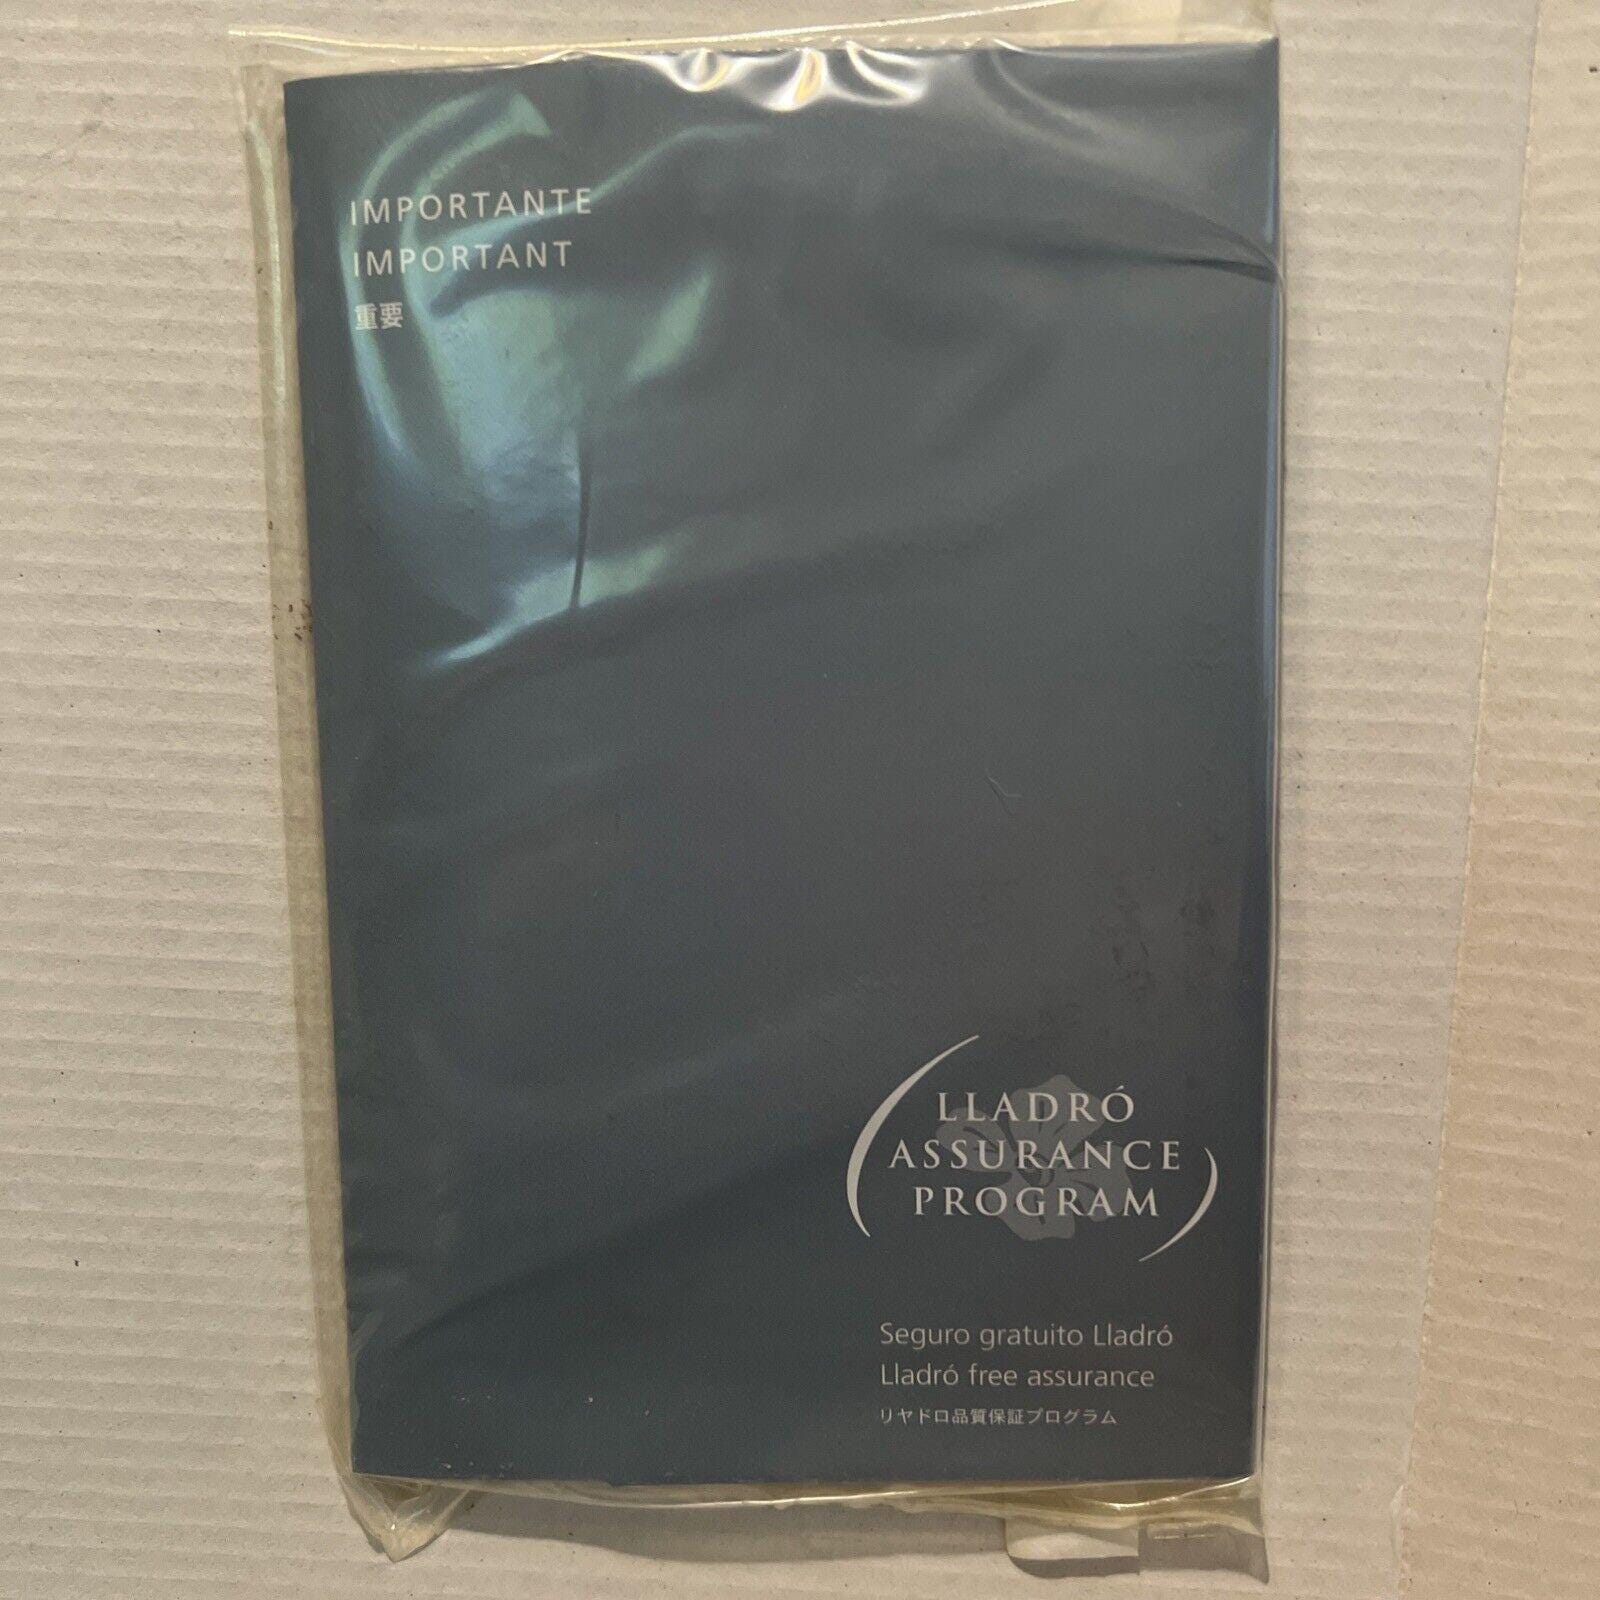 IMPORTANTE
IMPORTANT
重要
LLADRÓ
ASSURANCE
PROGRAM
Seguro gratuito Lladró
Lladró free assurance
リヤドロ品質保証プログラム